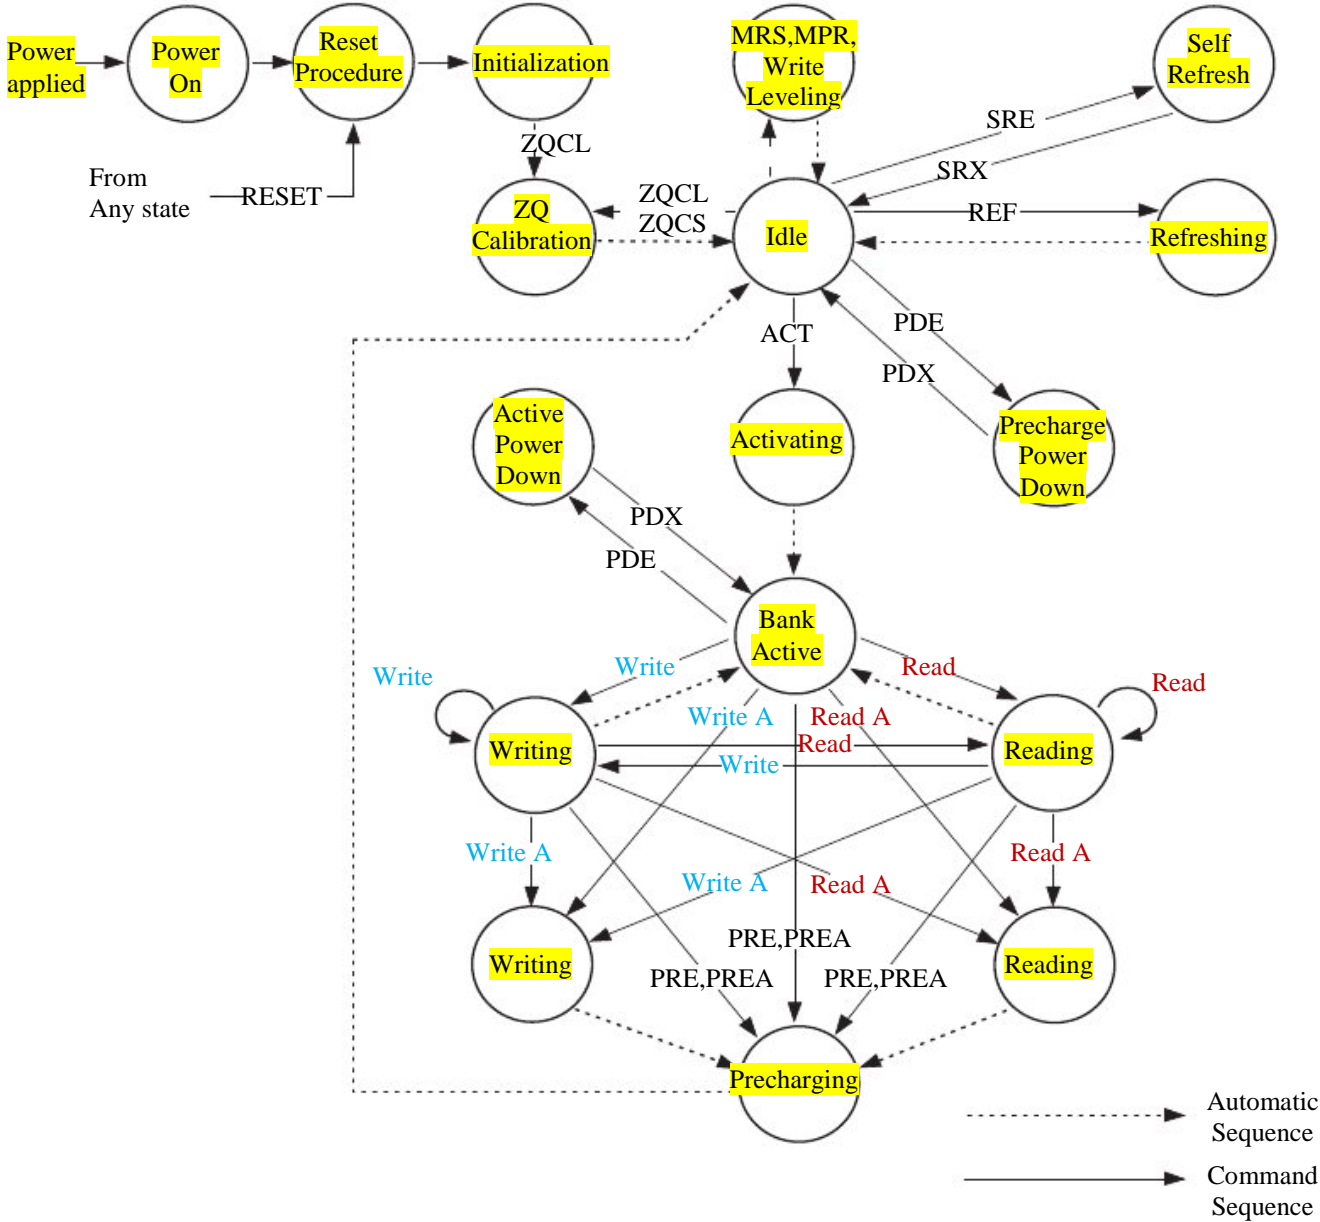 Power
applied
Power
On
Reset
Procedure
Initialization
MRS,MPR,
Write
Leveling
Self
Refresh
ZQCL
SRE
SRX
From
Any state
RESET
ZQ
Calibration
ZQCL
ZQCS
Idle
REF
Refreshing
ACT
PDE
PDX
Active
Power
Down
Activating
Precharge
Power
Down
PDX
PDE
Bank
Active
Write
Write
Read
Read
Write A
Read A
Writing
Read
Write
Reading
Write A
Write A
Read A
Read A
PRE,PREA
Writing
PRE,PREA
PRE,PREA
Reading
Precharging
Automatic
Sequence
Command
Sequence